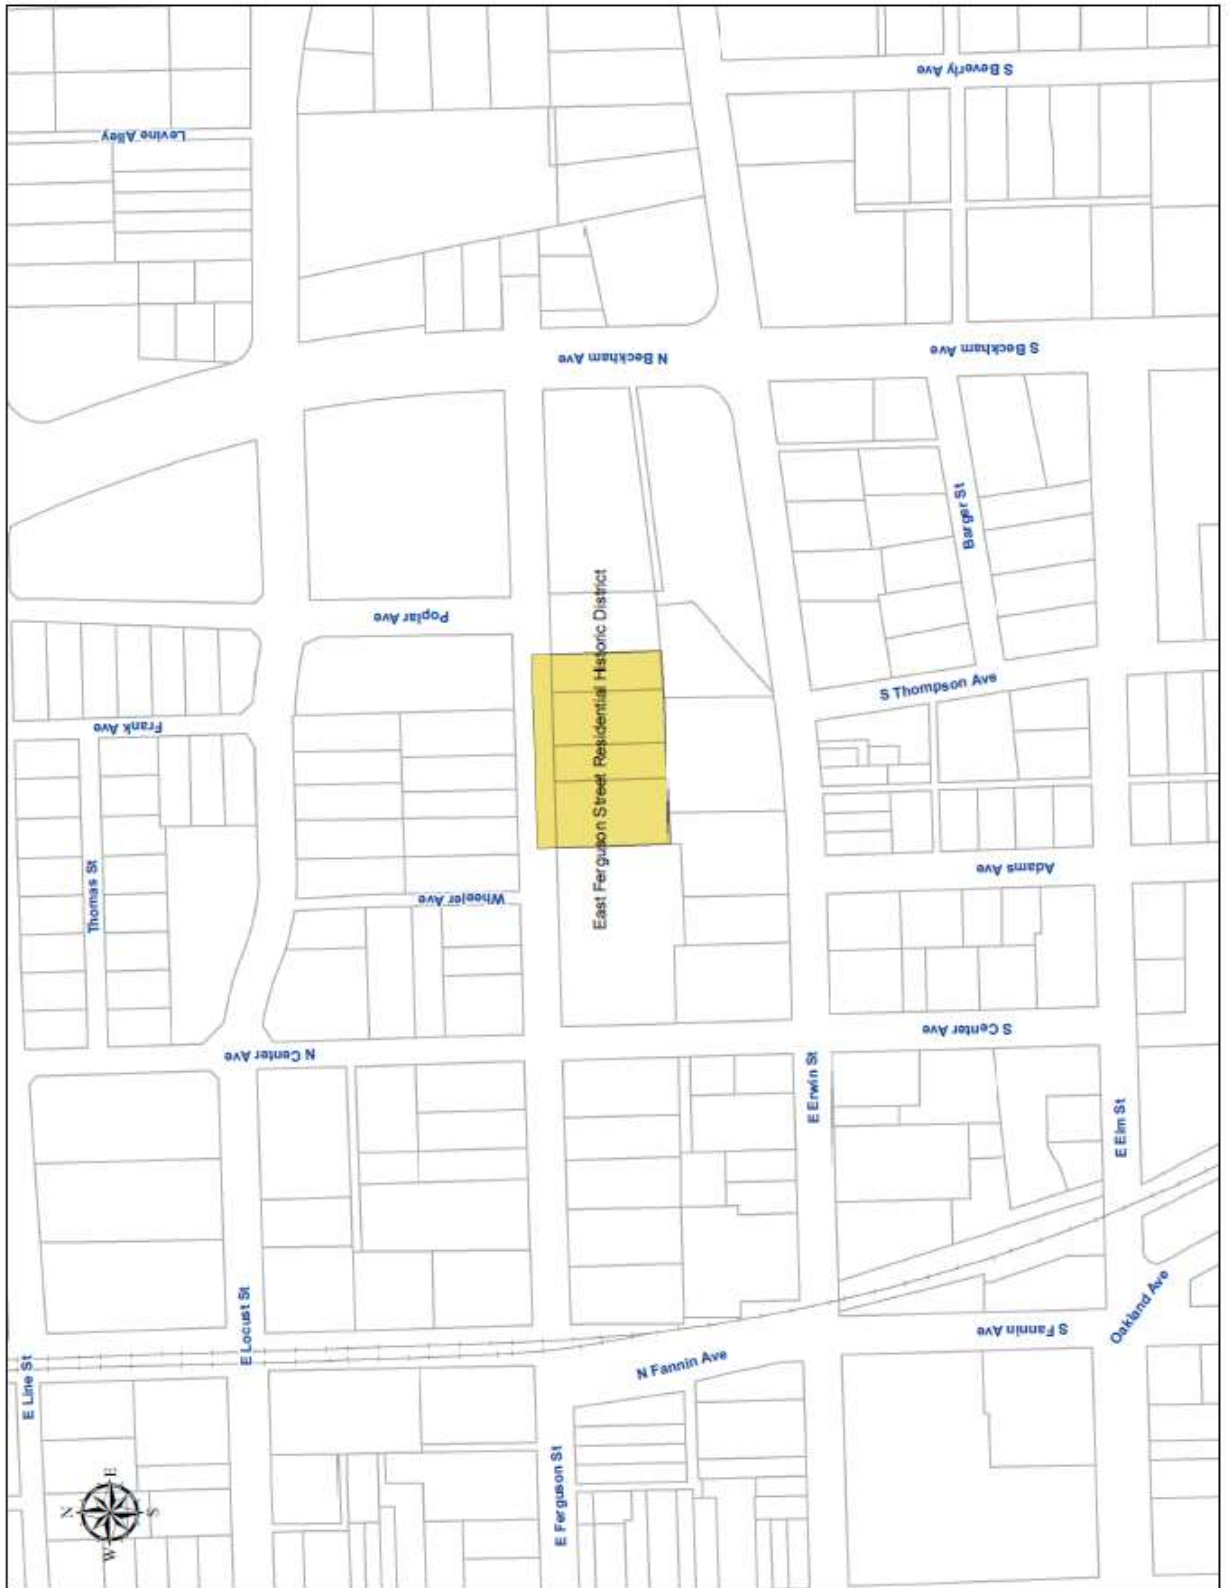 S Beverly Ave
Levine Alley
N Beckham Ave
S Beckham Ave
Barger St
Poplar Ave
East Ferguson Street Residential Historic District
S Thompson Ave
Frank Ave
Thomas St
Wheeler Ave
Adams Ave
N Center Ave
S Center Ave
E Erwin St
E Elm St
E Locust St
Oakland Ave
S Fannin Ave
N Fannin Ave
E Line St
E Ferguson St
N
E
S
W